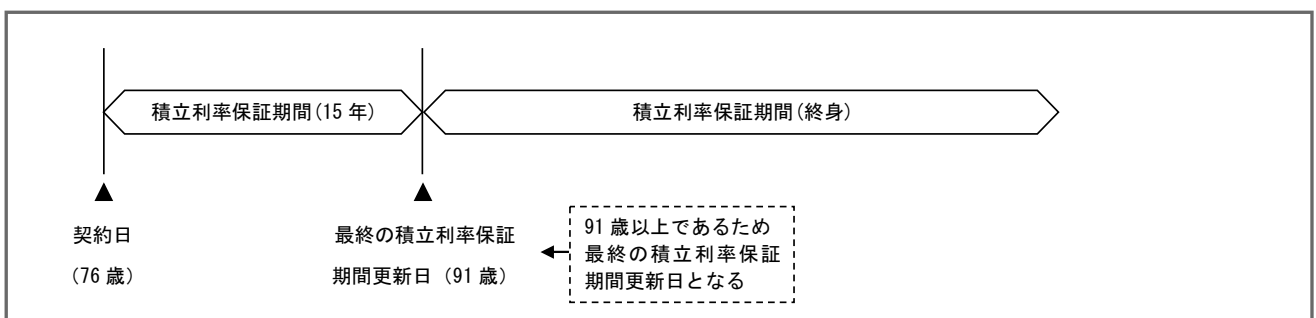 積立利率保証期間(15 年)
積立利率保証期間(終身)
契約日
(76 歳)
最終の積立利率保証
期間更新日(91 歳)
91 歳以上であるため
最終の積立利率保証
期間更新日となる